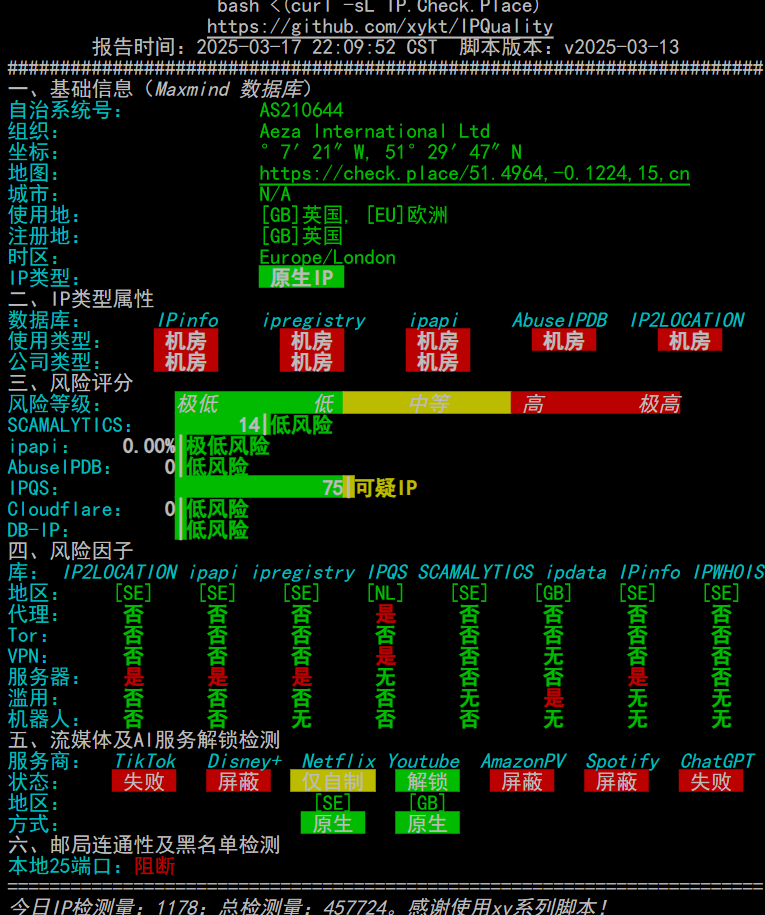 bash <(curl -sL IP.Check.Place)
https://github.com/xykt/IPQuality
报告时间：2025-03-17 22:09:52 CST  脚本版本：v2025-03-13
########################################################################
一、基础信息（Maxmind 数据库）
自治系统号：  AS210644
组织：  Aeza International Ltd
坐标：  ° 7′21″W, 51°29′47″N
地图：  https://check.place/51.4964,-0.1224,15,cn
城市：  N/A
使用地：  [GB]英国, [EU]欧洲
注册地：  [GB]英国
时区：  Europe/London
IP类型：  原生IP
二、IP类型属性
数据库：  IPinfo  ipregistry  ipapi  AbuseIPDB  IP2LOCATION
使用类型：  机房  机房  机房  机房  机房
公司类型：  机房  机房  机房
三、风险评分
风险等级：  极低  低  中等  高  极高
SCAMALYTICS：  14|低风险
ipapi：  0.00%|极低风险
AbuseIPDB：  0|低风险
IPQS：  75|可疑IP
Cloudflare：  0|低风险
DB-IP：  |低风险
四、风险因子
库：  IP2LOCATION ipapi ipregistry IPQS SCAMALYTICS ipdata IPinfo IPWHOIS
地区：  [SE]  [SE]  [SE]  [NL]  [SE]  [GB]  [SE]  [SE]
代理：  否  否  否  是  否  否  否  否
Tor：  否  否  否  否  否  否  否  否
VPN：  否  否  否  是  否  无  否  否
服务器：  是  是  是  无  否  否  是  否
滥用：  否  否  否  否  无  是  无  无
机器人：  否  否  无  否  否  无  无  无
五、流媒体及AI服务解锁检测
服务商：  TikTok  Disney+  Netflix  Youtube  AmazonPV  Spotify  ChatGPT
状态：  失败  屏蔽  仅自制  解锁  屏蔽  屏蔽  失败
地区：  [SE]  [GB]
方式：  原生  原生
六、邮局连通性及黑名单检测
本地25端口：阻断
========================================================================
今日IP检测量：1178；总检测量：457724。感谢使用xy系列脚本！